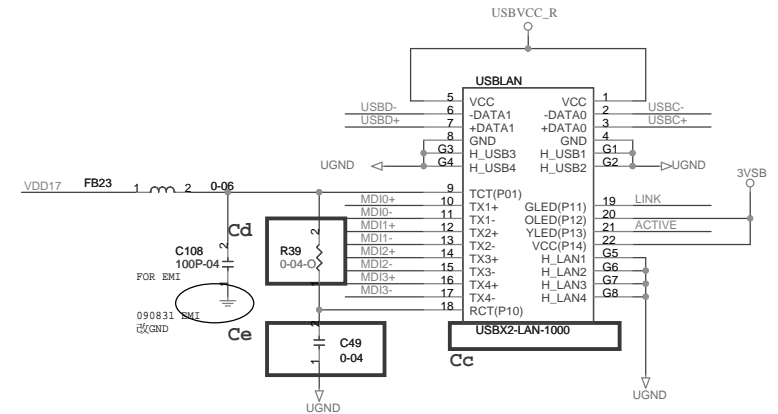 USBVCC_R
USBLAN
5 VCC VCC 1
USBD- 6 -DATA1 -DATA0 2 USBC-
USBD+ 7 +DATA1 +DATA0 3 USBC+
8 GND GND 4
G3 H_USB3 H_USB1 G1
UGND G4 H_USB4 H_USB2 G2 UGND
3VSB
VDD17 FB23 1 2 0-06 9 TCT(P01)
MDI0+ 10 TX1+ GLED(P11) 19 LINK
MDI0- 11 TX1- OLED(P12) 20
MDI1+ 12 TX2+ YLED(P13) 21 ACTIVE
MDI1- 13 TX2- VCC(P14) 22
MDI2+ 14 TX3+ H_LAN1 G5
MDI2- 15 TX3- H_LAN2 G6
MDI3+ 16 TX4+ H_LAN3 G7
MDI3- 17 TX4- H_LAN4 G8
18 RCT(P10)
USBX2-LAN-1000
Cc
Cd
2
C108
100P-04
1
FOR EMI
2
R39
0-04-O
1
090831 EMI
改GND
Ce
2
C49
0-04
1
UGND
UGND